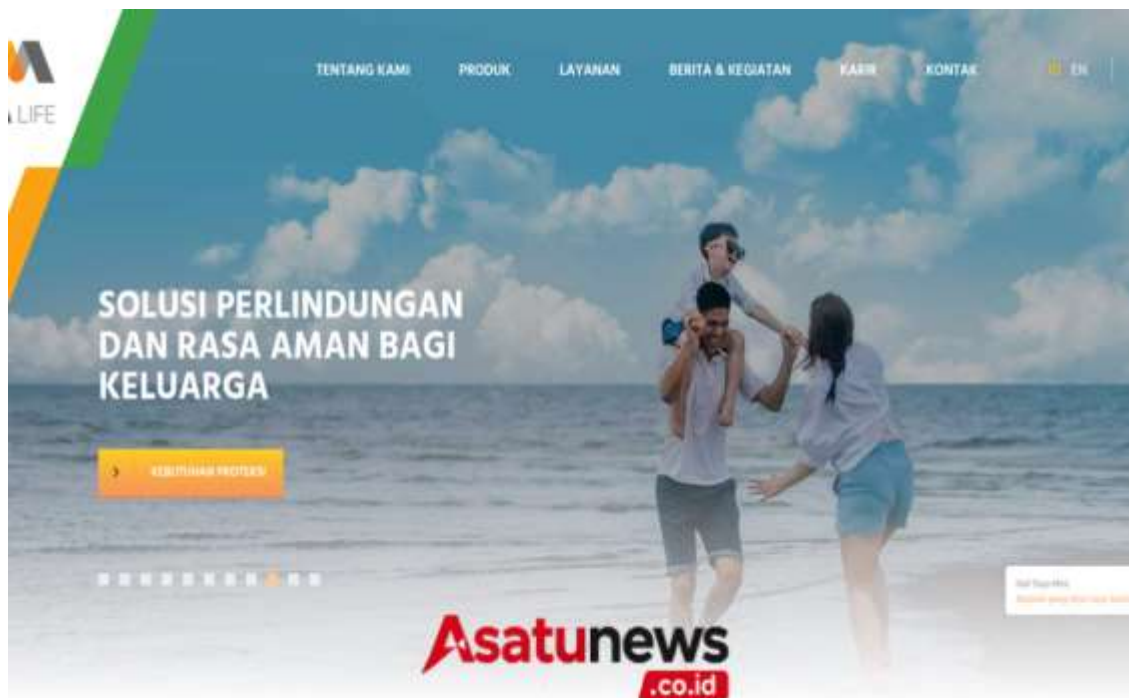 LIFE
TENTANG KAMI PRODUK LAYANAN BERITA & KEGIATAN KARIR KONTAK ID EN
SOLUSI PERLINDUNGAN
DAN RASA AMAN BAGI
KELUARGA
KEBUTUHAN PROTEKSI
Asatunews
.co.id